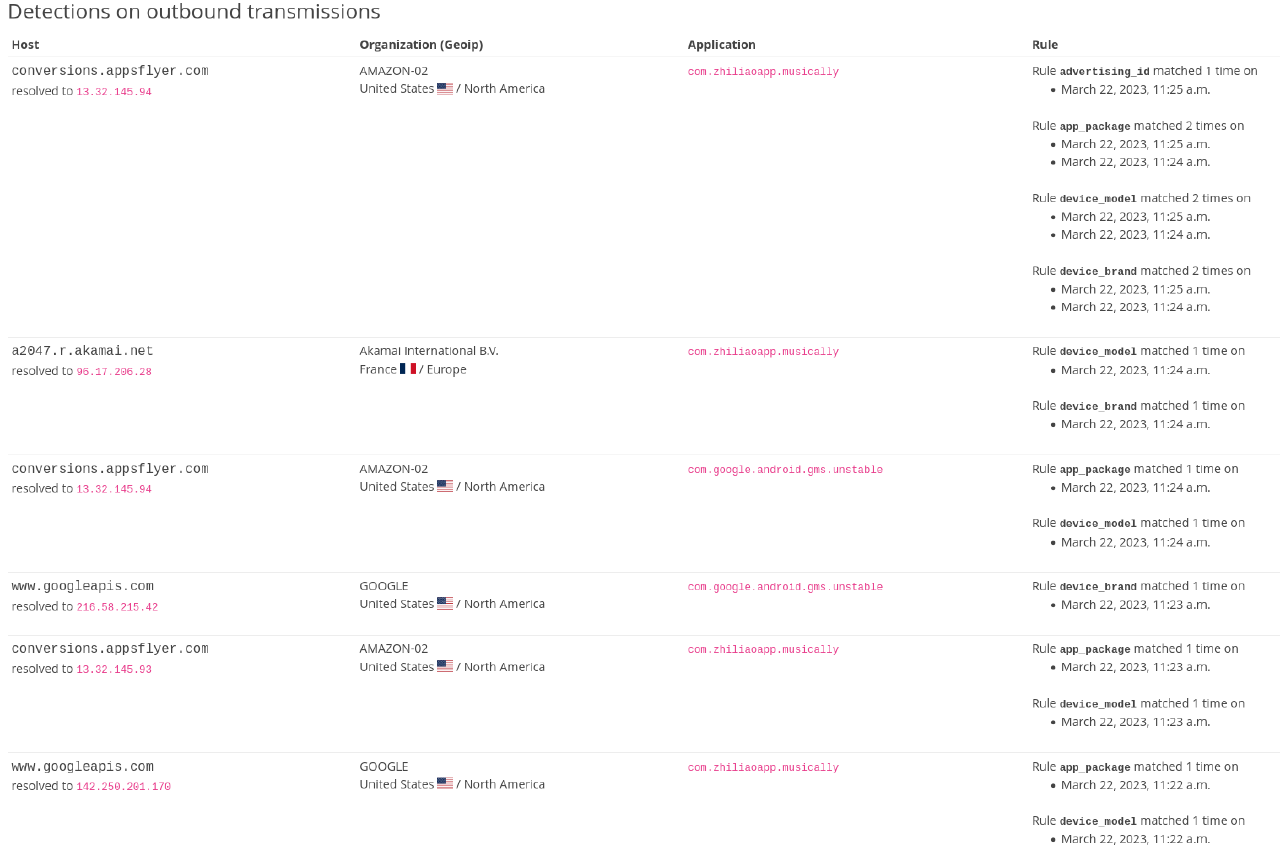 Detections on outbound transmissions
Host Organization (Geoip) Application Rule
conversions.appsflyer.com
resolved to 13.32.145.94
AMAZON-02
United States / North America
com.zhiliaoapp.musically
Rule advertising_id matched 1 time on
• March 22, 2023, 11:25 a.m.
Rule app_package matched 2 times on
• March 22, 2023, 11:25 a.m.
• March 22, 2023, 11:24 a.m.
Rule device_model matched 2 times on
• March 22, 2023, 11:25 a.m.
• March 22, 2023, 11:24 a.m.
Rule device_brand matched 2 times on
• March 22, 2023, 11:25 a.m.
• March 22, 2023, 11:24 a.m.
a2047.r.akamai.net
resolved to 96.17.206.28
Akamai International B.V.
France / Europe
com.zhiliaoapp.musically
Rule device_model matched 1 time on
• March 22, 2023, 11:24 a.m.
Rule device_brand matched 1 time on
• March 22, 2023, 11:24 a.m.
conversions.appsflyer.com
resolved to 13.32.145.94
AMAZON-02
United States / North America
com.google.android.gms.unstable
Rule app_package matched 1 time on
• March 22, 2023, 11:24 a.m.
Rule device_model matched 1 time on
• March 22, 2023, 11:24 a.m.
www.googleapis.com
resolved to 216.58.215.42
GOOGLE
United States / North America
com.google.android.gms.unstable
Rule device_brand matched 1 time on
• March 22, 2023, 11:23 a.m.
conversions.appsflyer.com
resolved to 13.32.145.93
AMAZON-02
United States / North America
com.zhiliaoapp.musically
Rule app_package matched 1 time on
• March 22, 2023, 11:23 a.m.
Rule device_model matched 1 time on
• March 22, 2023, 11:23 a.m.
www.googleapis.com
resolved to 142.250.201.170
GOOGLE
United States / North America
com.zhiliaoapp.musically
Rule app_package matched 1 time on
• March 22, 2023, 11:22 a.m.
Rule device_model matched 1 time on
• March 22, 2023, 11:22 a.m.